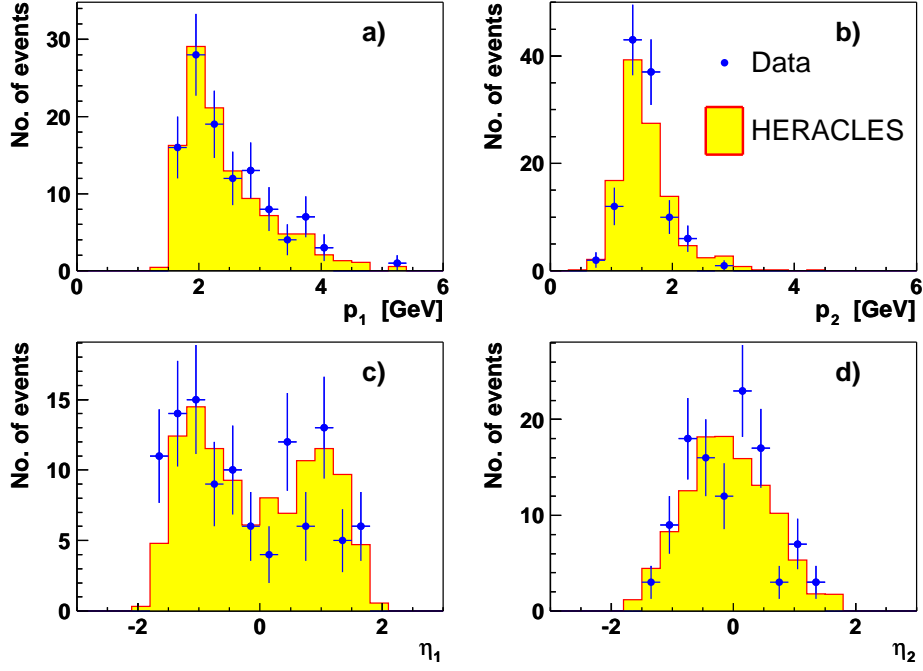 No. of events
a)
30
20
10
0
0 2 4 6
p1 [GeV]
No. of events
b)
Data
HERACLES
40
20
0
0 2 4 6
p2 [GeV]
No. of events
c)
15
10
5
0
-2 0 2
η1
No. of events
d)
20
10
0
-2 0 2
η2